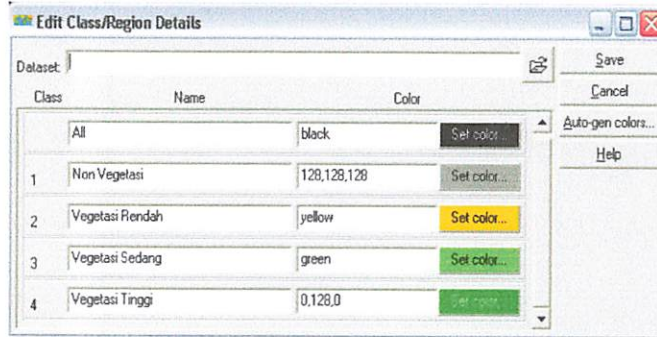 Edit Class/Region Details
Dataset:
Save
Cancel
Auto-gen colors...
Help
Class Name Color
All black Set color...
1 Non Vegetasi 128,128,128 Set color...
2 Vegetasi Rendah yellow Set color...
3 Vegetasi Sedang green Set color...
4 Vegetasi Tinggi 0,128,0 Set color...